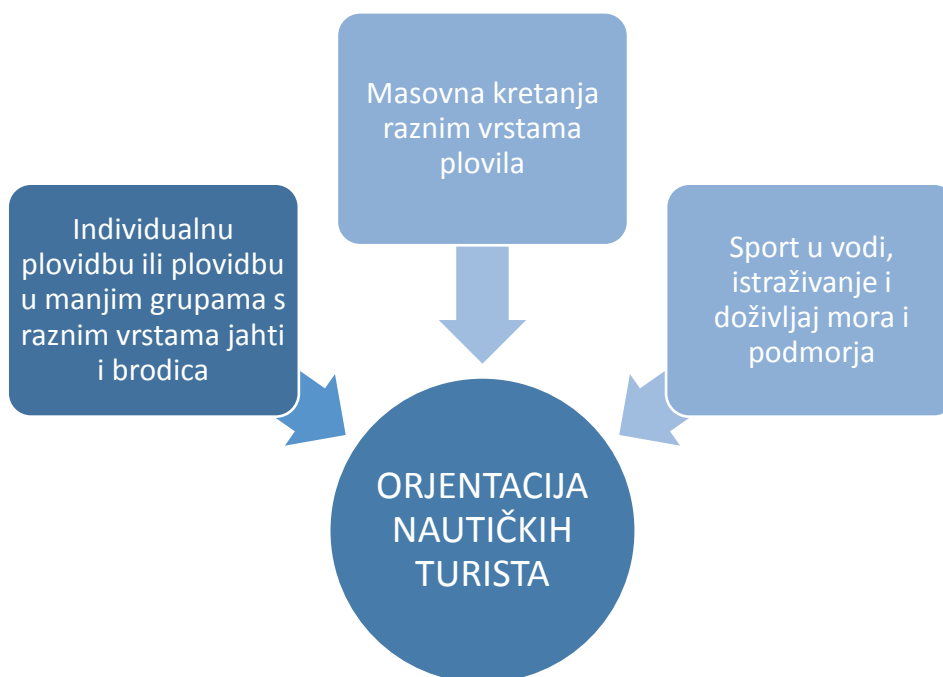 Masovna kretanja
raznim vrstama
plovila
Individualnu
plovidbu ili plovidbu
u manjim grupama s
raznim vrstama jahti
i brodica
Sport u vodi,
istraživanje i
doživljaj mora i
podmorja
ORJENTACIJA
NAUTIČKIH
TURISTA